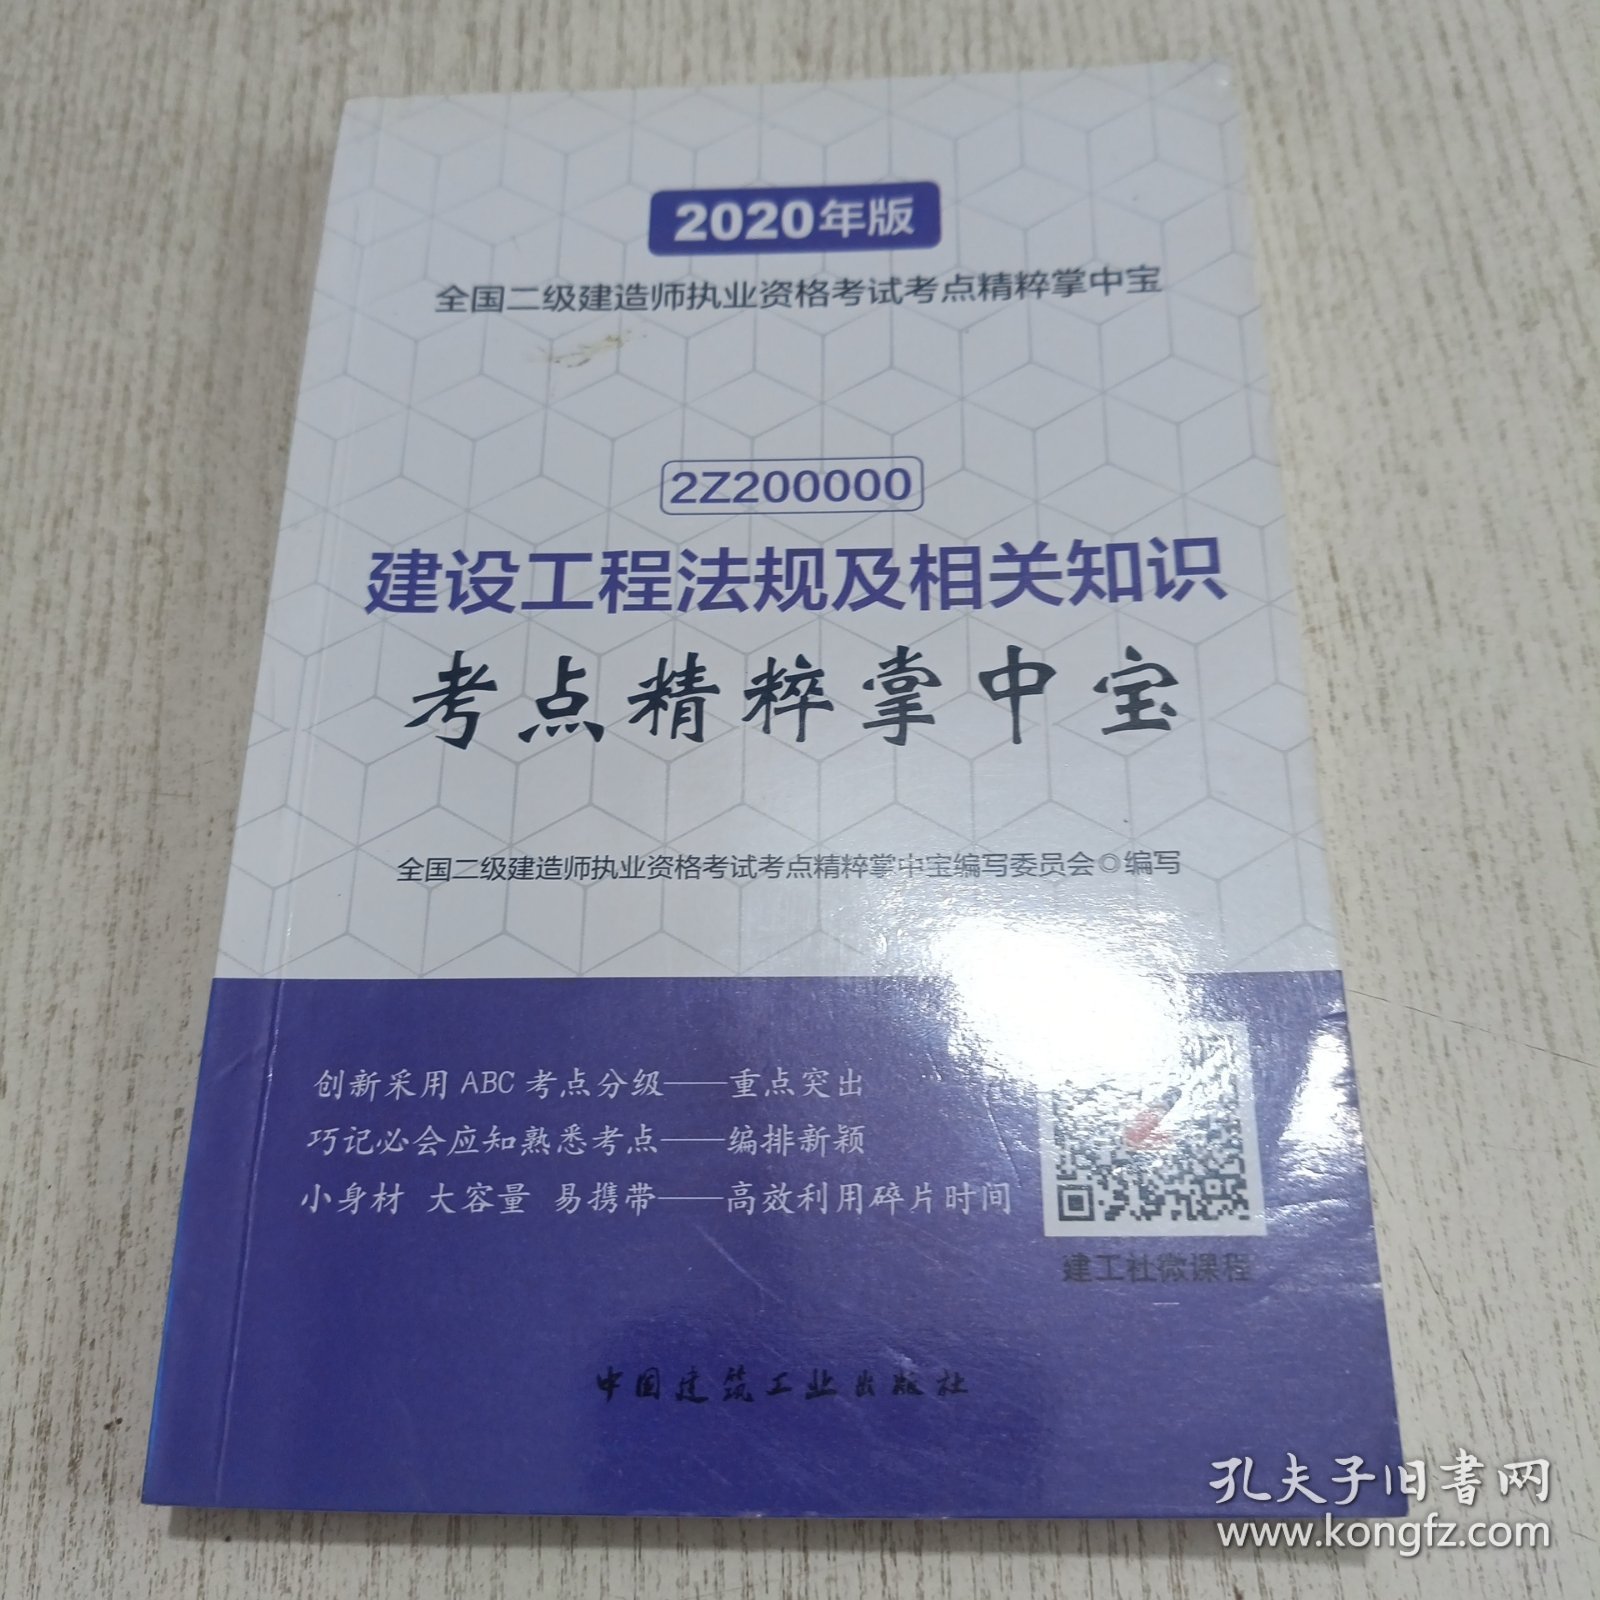 2020年版
全国二级建造师执业资格考试考点精粹掌中宝
2Z200000
建设工程法规及相关知识
考点精粹掌中宝
全国二级建造师执业资格考试考点精粹掌中宝编写委员会◎编写
创新采用ABC考点分级——重点突出
巧记必会应知熟悉考点——编排新颖
小身材 大容量 易携带——高效利用碎片时间
建工社微课程
中国建筑工业出版社
孔夫子旧书网
www.kongfz.com